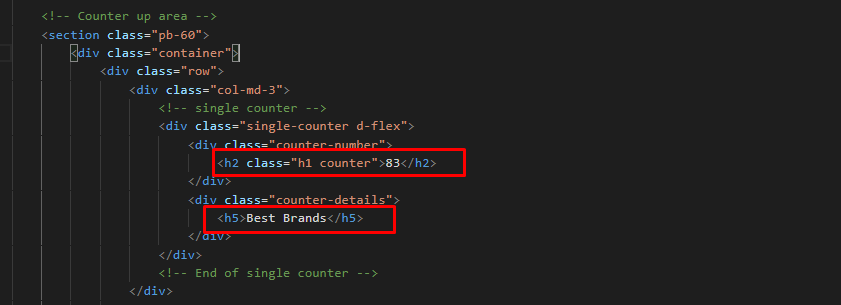 <!-- Counter up area -->
<section class="pb-60">
<div class="container">
<div class="row">
<div class="col-md-3">
<!-- single counter -->
<div class="single-counter d-flex">
<div class="counter-number">
<h2 class="h1 counter">83</h2>
</div>
<div class="counter-details">
<h5>Best Brands</h5>
</div>
</div>
<!-- End of single counter -->
</div>